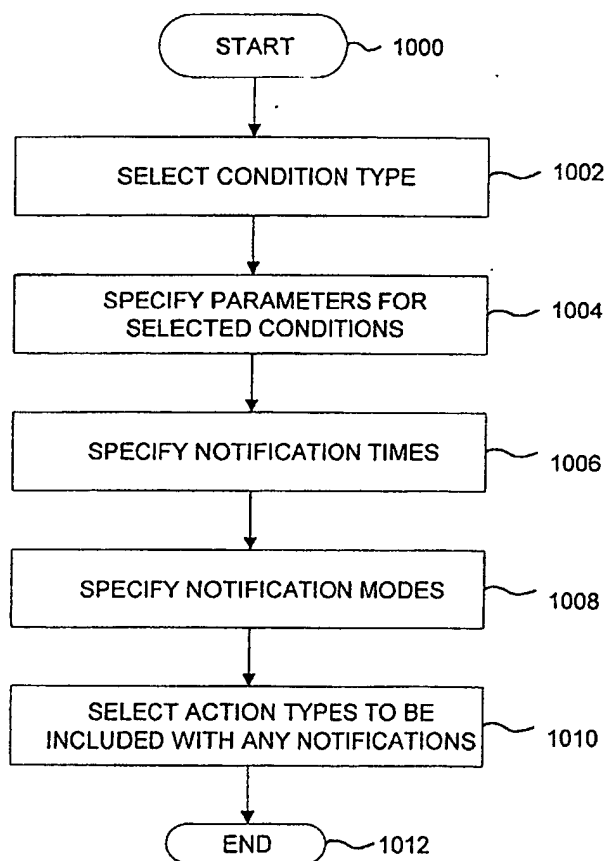 START
1000
SELECT CONDITION TYPE
1002
SPECIFY PARAMETERS FOR
SELECTED CONDITIONS
1004
SPECIFY NOTIFICATION TIMES
1006
SPECIFY NOTIFICATION MODES
1008
SELECT ACTION TYPES TO BE
INCLUDED WITH ANY NOTIFICATIONS
1010
END
1012